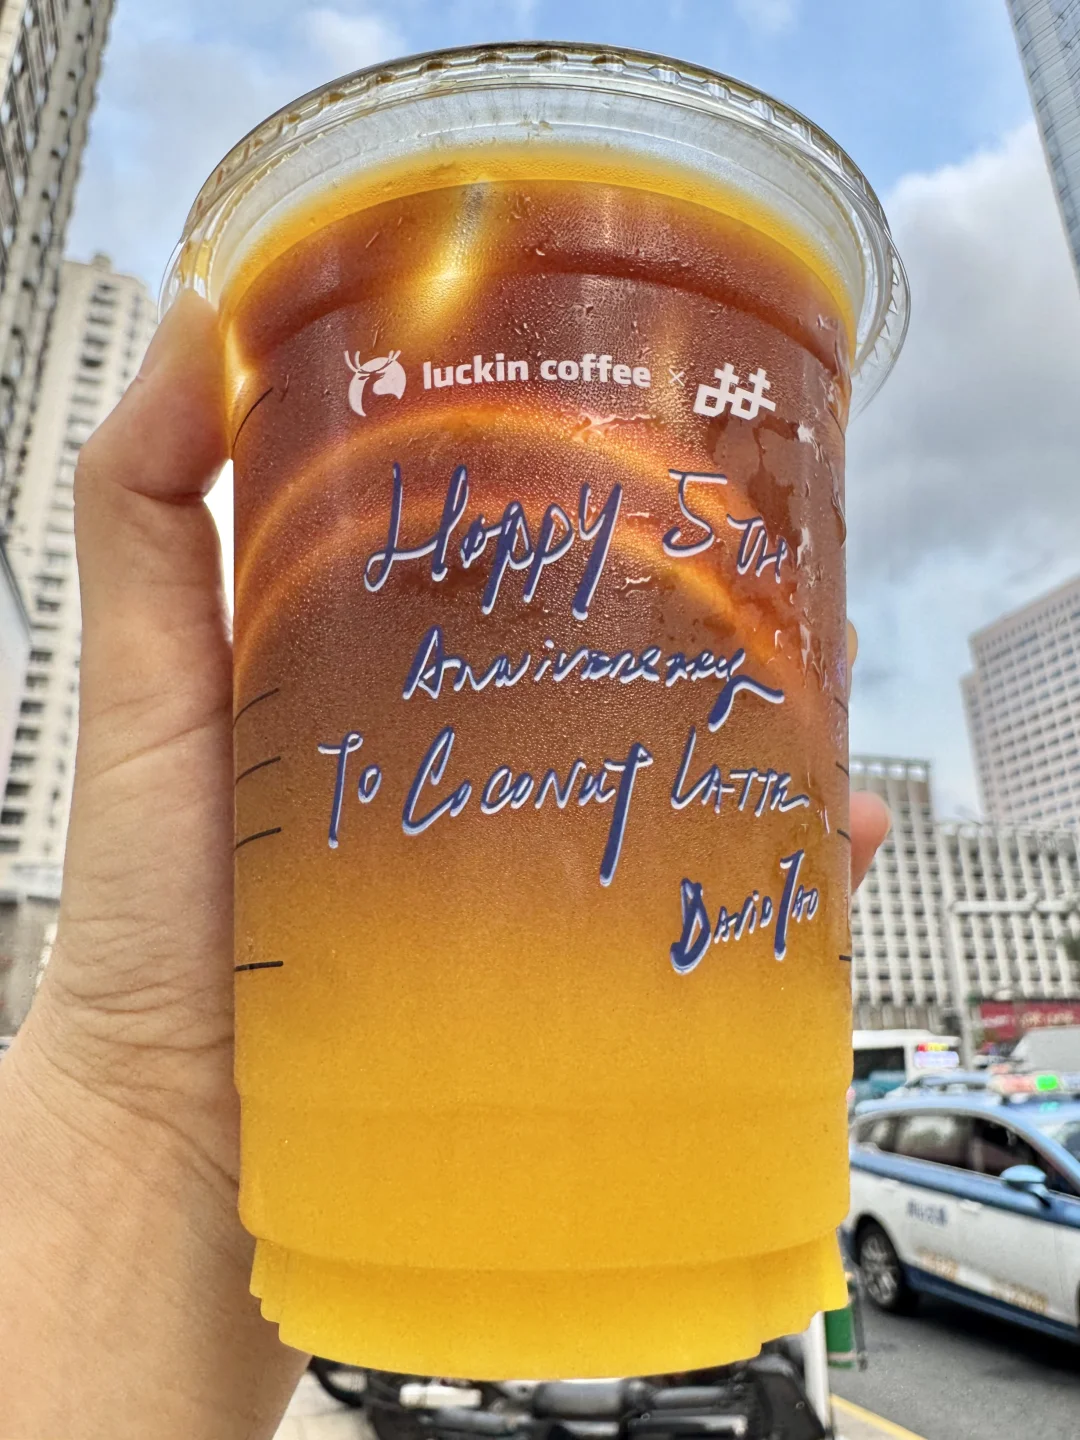 luckin coffee ×
Happy 5TH
Anniversary
To Coconut Latte
David Tao